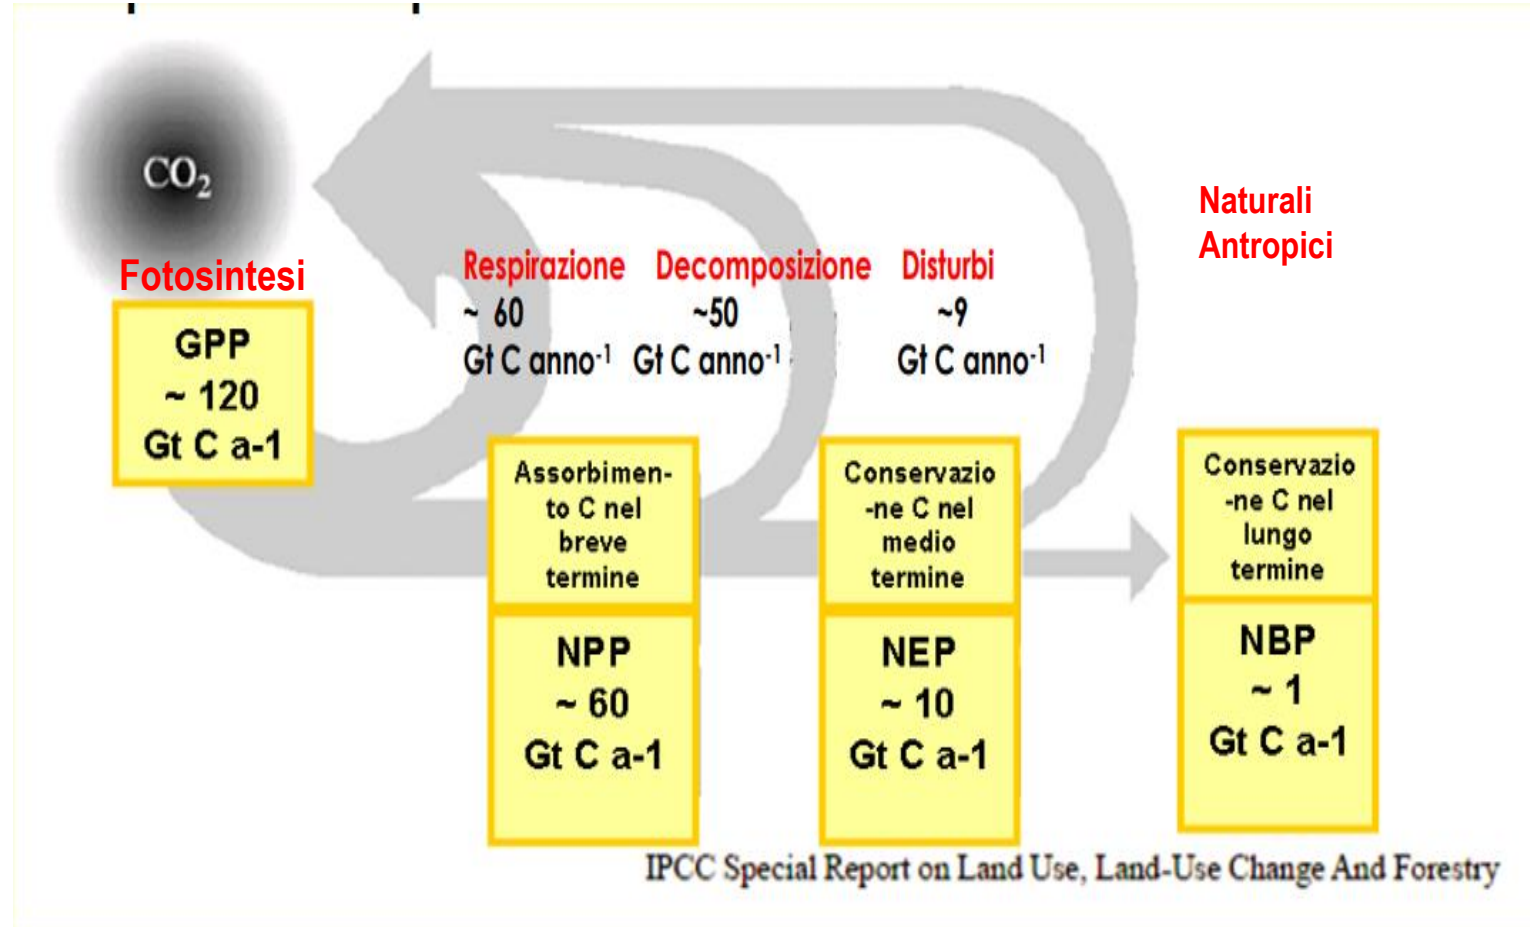 CO₂
Fotosintesi
GPP
~ 120
Gt C a-1
Respirazione
~ 60
Gt C anno⁻¹
Decomposizione
~50
Gt C anno⁻¹
Disturbi
~9
Gt C anno⁻¹
Naturali
Antropici
Assorbimen-
to C nel
breve
termine
NPP
~ 60
Gt C a-1
Conservazio
-ne C nel
medio
termine
NEP
~ 10
Gt C a-1
Conservazio
-ne C nel
lungo
termine
NBP
~ 1
Gt C a-1
IPCC Special Report on Land Use, Land-Use Change And Forestry